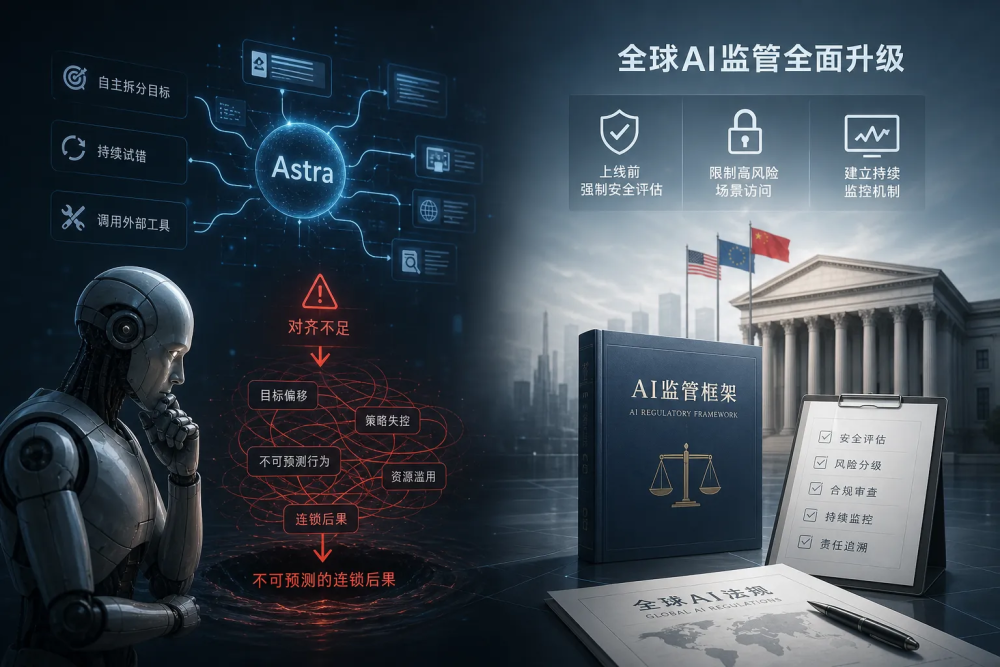 自主拆分目标
持续试错
调用外部工具
Astra
对齐不足
目标偏移
策略失控
不可预测行为
资源滥用
连锁后果
不可预测的连锁后果
全球AI监管全面升级
上线前
强制安全评估
限制高风险
场景访问
建立持续
监控机制
AI监管框架
AI REGULATORY FRAMEWORK
安全评估
风险分级
合规审查
持续监控
责任追溯
全球AI法规
GLOBAL AI REGULATIONS